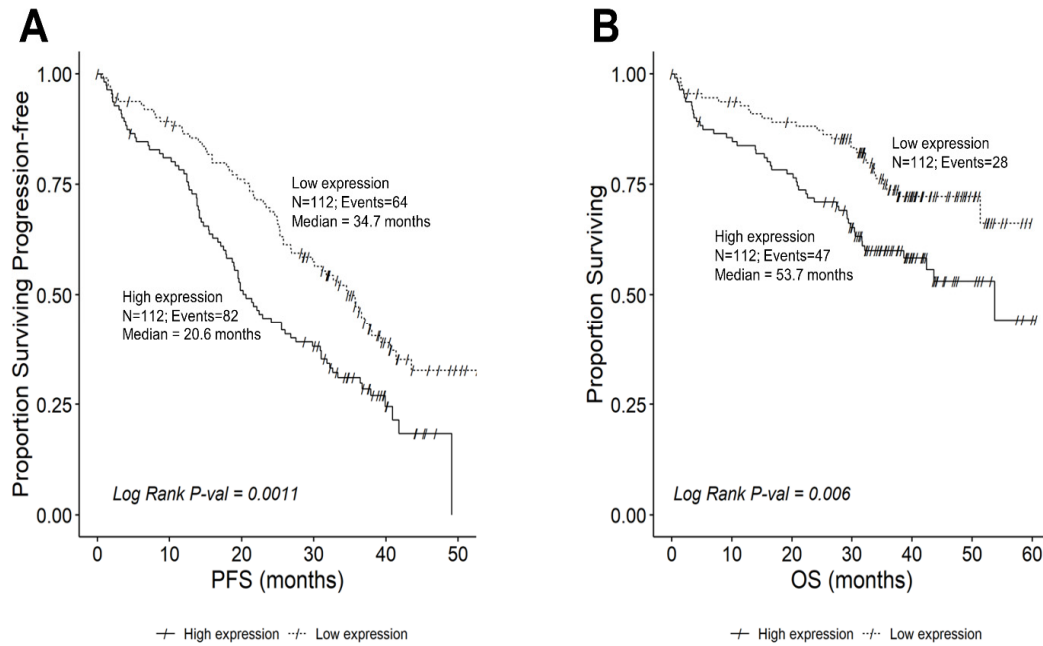 A
Proportion Surviving Progression-free
1.00
0.75
0.50
0.25
0.00
Low expression
N=112; Events=64
Median = 34.7 months
High expression
N=112; Events=82
Median = 20.6 months
Log Rank P-val = 0.0011
0 10 20 30 40 50
PFS (months)
High expression Low expression
B
Proportion Surviving
1.00
0.75
0.50
0.25
0.00
Low expression
N=112; Events=28
High expression
N=112; Events=47
Median = 53.7 months
Log Rank P-val = 0.006
0 10 20 30 40 50 60
OS (months)
High expression Low expression